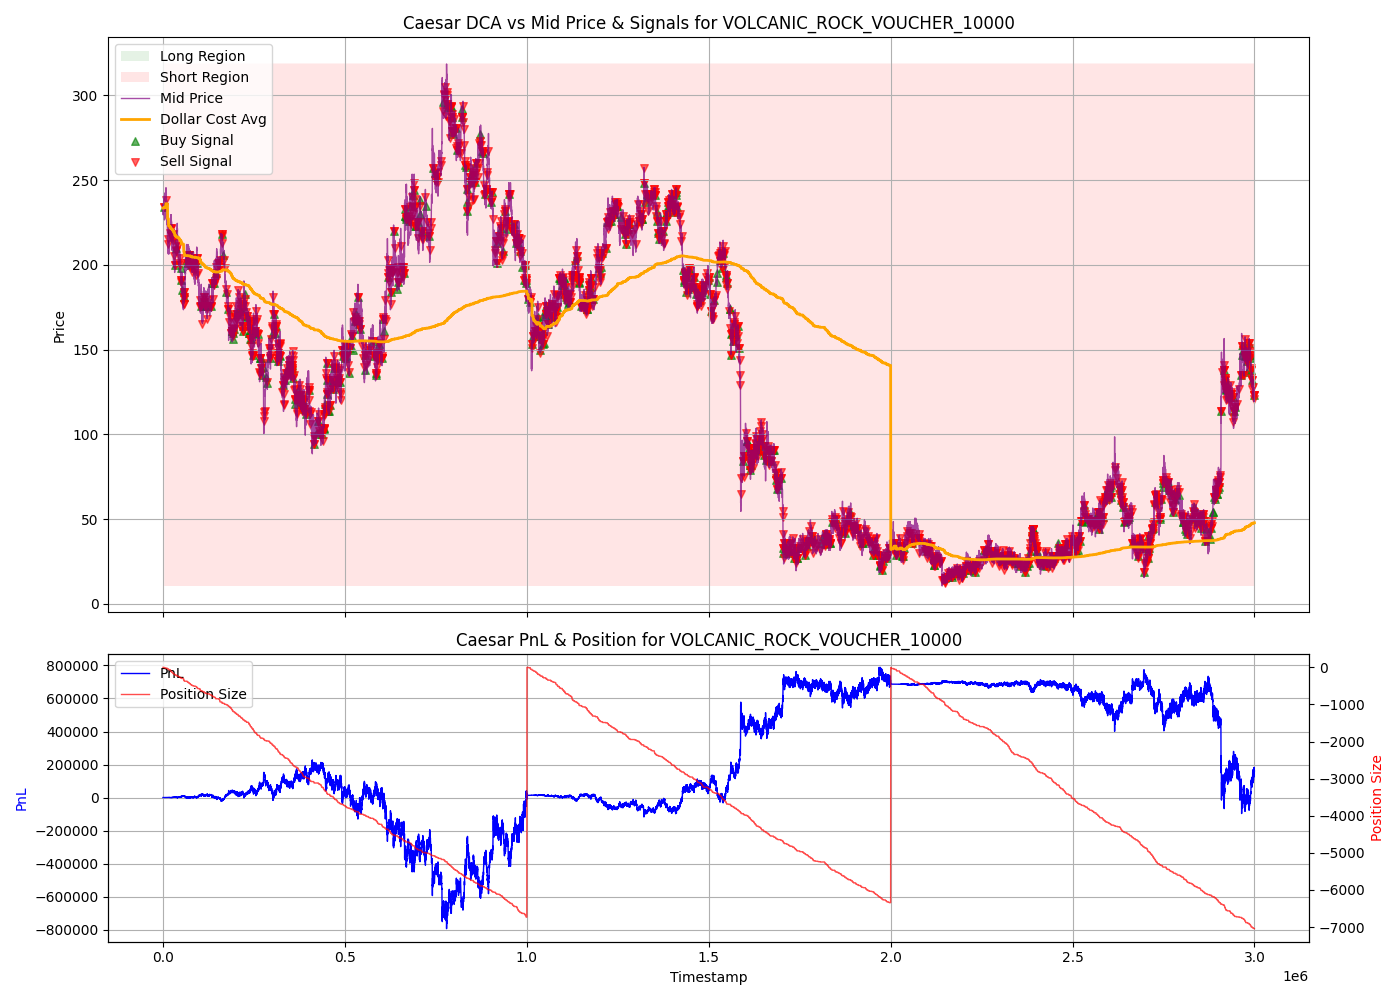 Caesar DCA vs Mid Price & Signals for VOLCANIC_ROCK_VOUCHER_10000
Long Region
Short Region
Mid Price
Dollar Cost Avg
Buy Signal
Sell Signal
Price
300
250
200
150
100
50
0
Caesar PnL & Position for VOLCANIC_ROCK_VOUCHER_10000
PnL
Position Size
PnL
800000
600000
400000
200000
0
−200000
−400000
−600000
−800000
0
−1000
−2000
−3000
−4000
−5000
−6000
−7000
Position Size
0.0 0.5 1.0 1.5 2.0 2.5 3.0
Timestamp
1e6